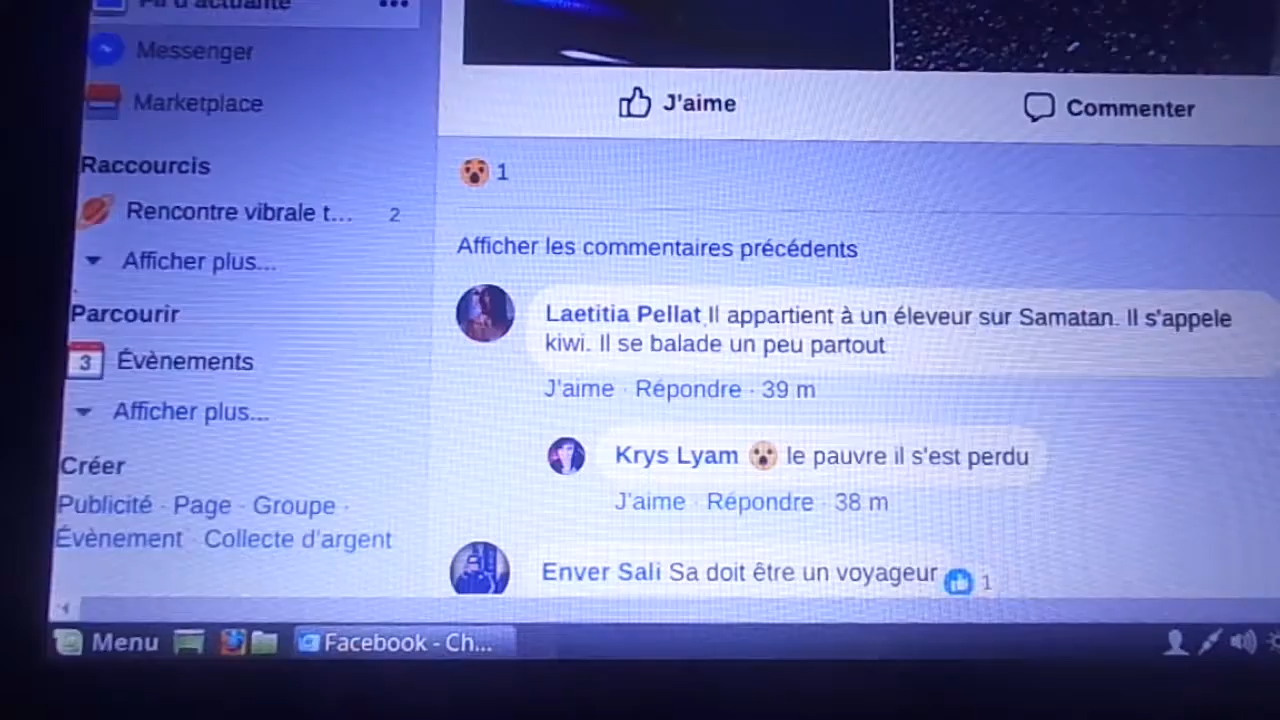 Fil d'actualité
Messenger
Marketplace
Raccourcis
Rencontre vibrale t... 2
Afficher plus...
Parcourir
3 Évènements
Afficher plus...
Créer
Publicité · Page · Groupe ·
Évènement · Collecte d'argent
J'aime
Commenter
1
Afficher les commentaires précédents
Laetitia Pellat Il appartient à un éleveur sur Samatan. Il s'appele
kiwi. Il se balade un peu partout
J'aime · Répondre · 39 m
Krys Lyam 😮 le pauvre il s'est perdu
J'aime · Répondre · 38 m
Enver Sali Sa doit être un voyageur 1
Menu
Facebook - Ch...